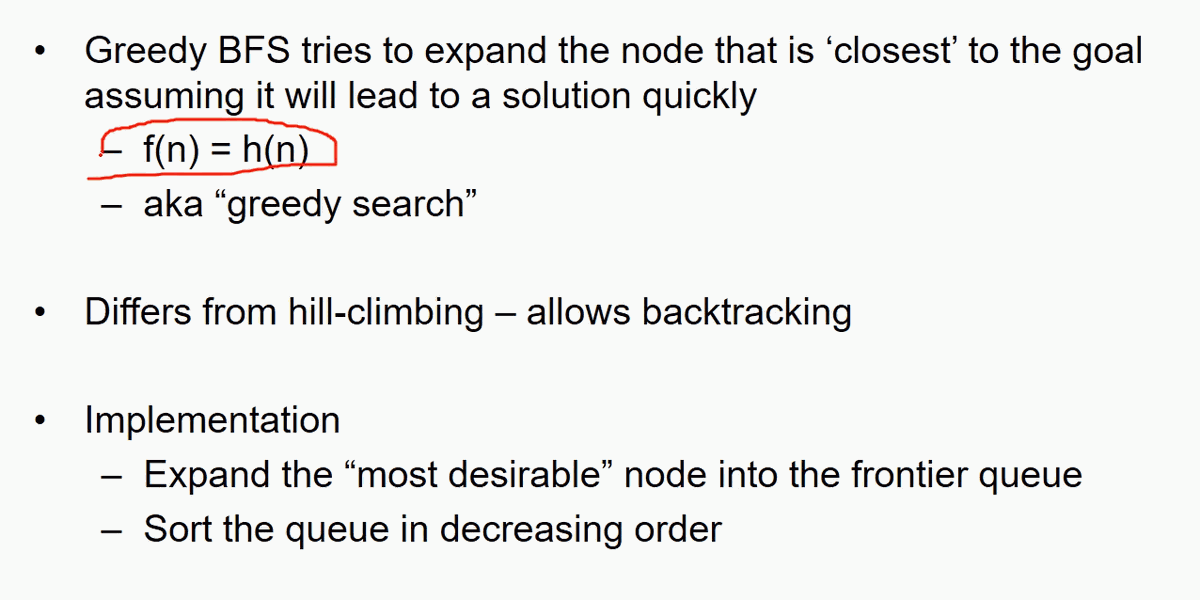 • Greedy BFS tries to expand the node that is ‘closest’ to the goal
assuming it will lead to a solution quickly
– f(n) = h(n)
– aka “greedy search”
• Differs from hill-climbing – allows backtracking
• Implementation
– Expand the “most desirable” node into the frontier queue
– Sort the queue in decreasing order